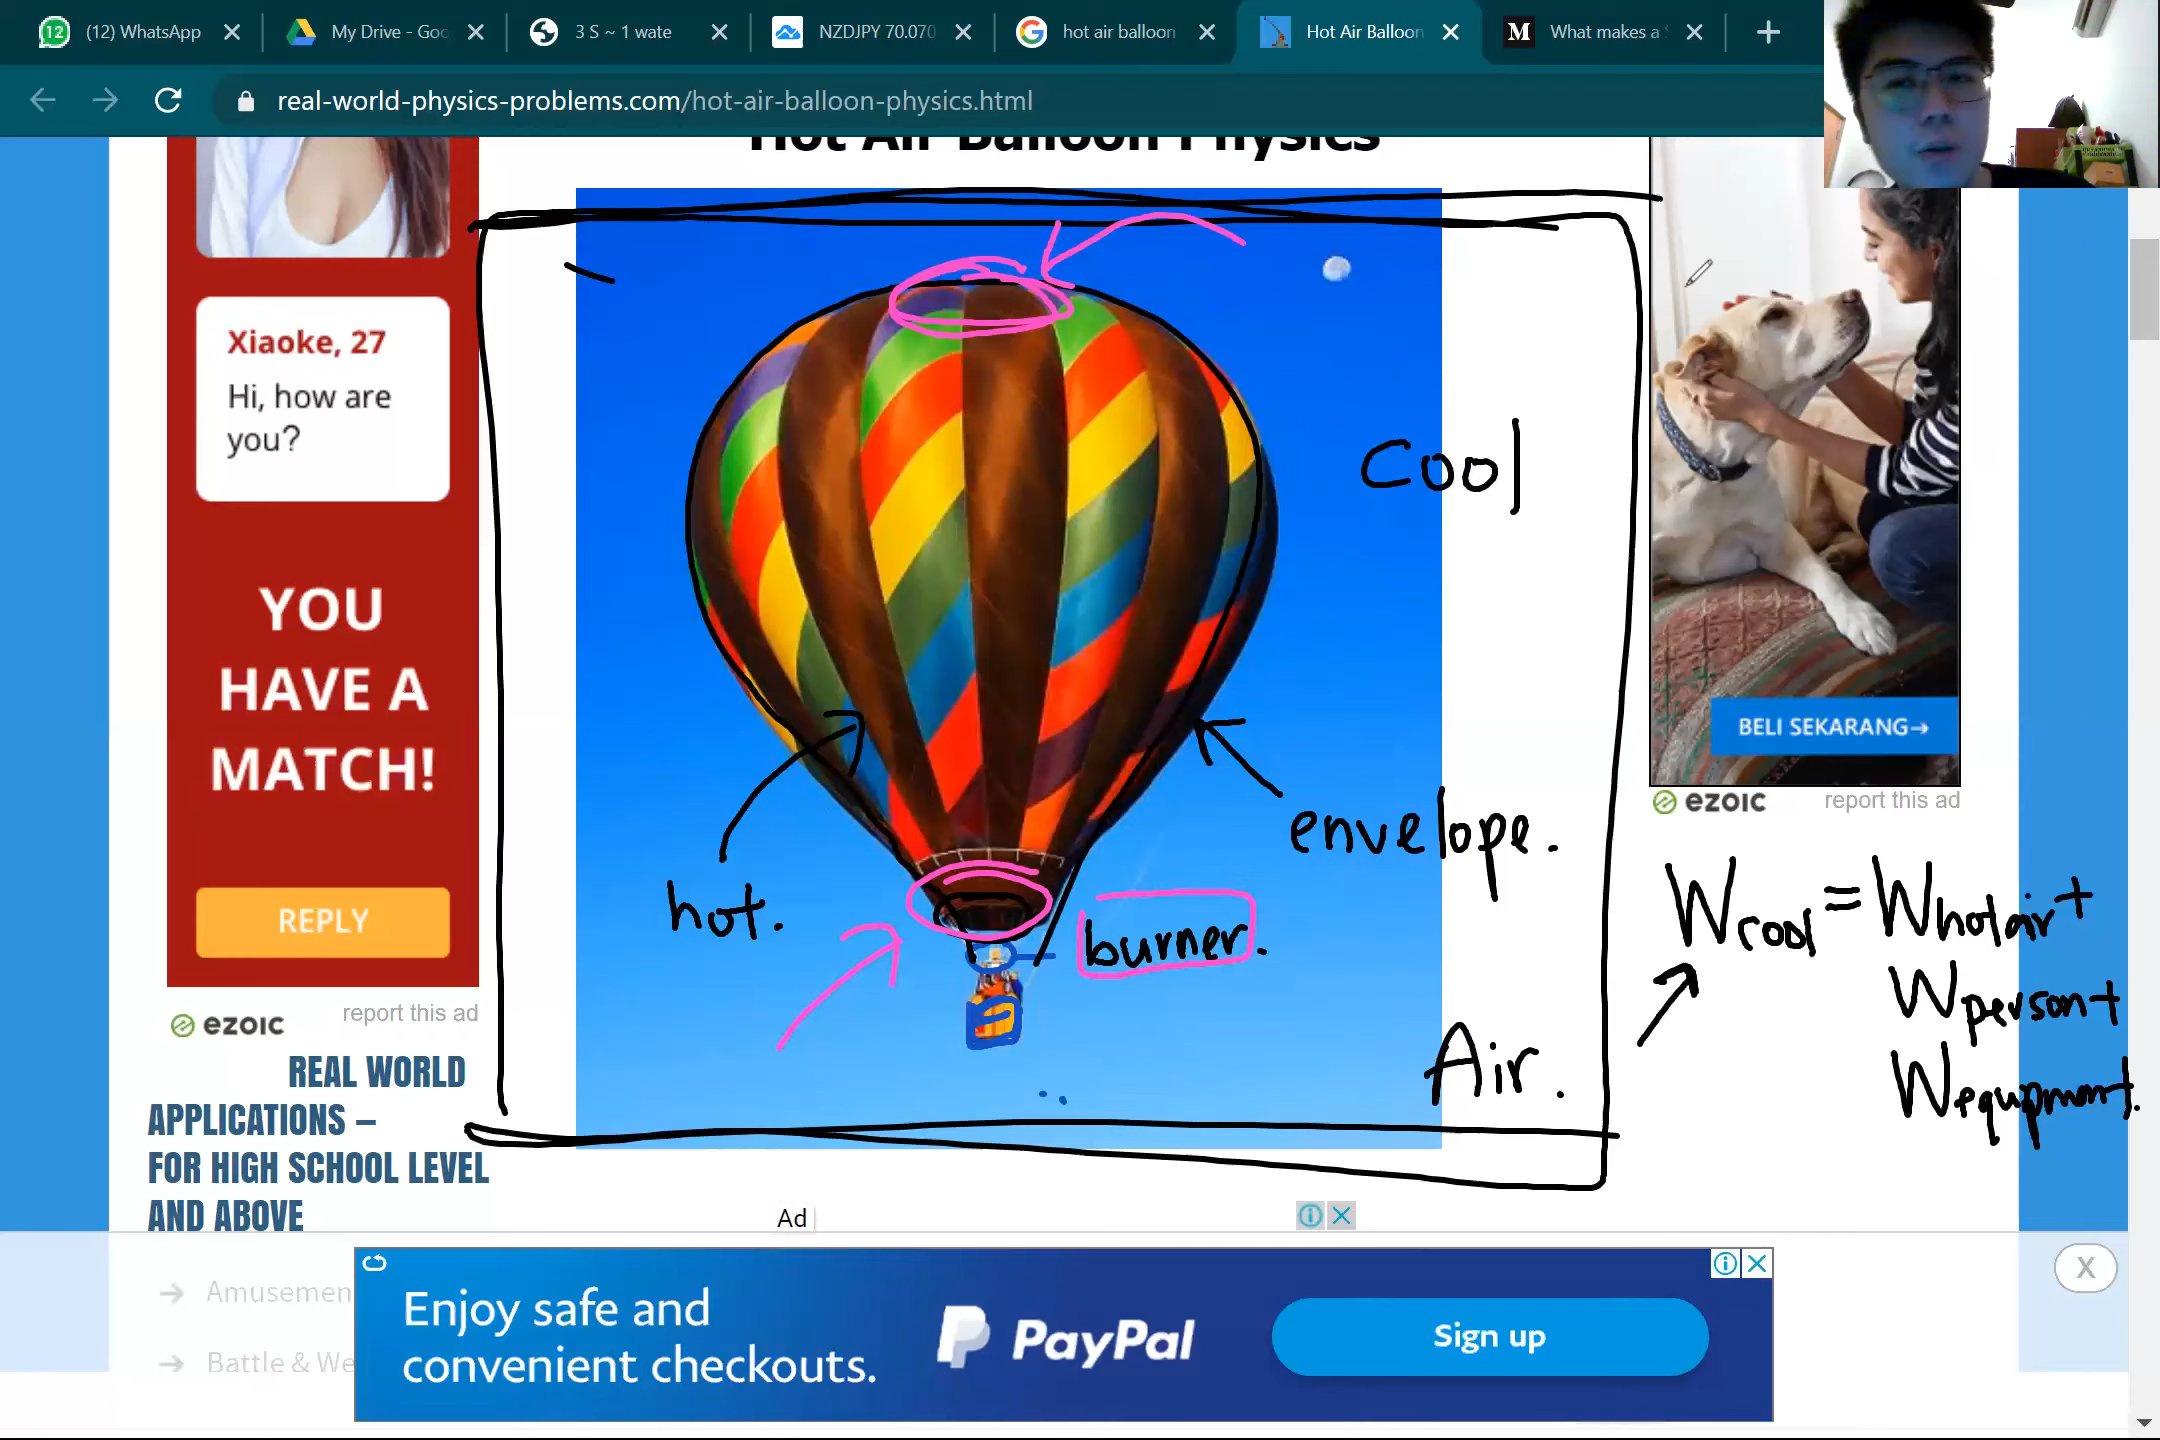 (12) WhatsApp
My Drive - Goo
3 S ~ 1 wate
NZDJPY 70.070
hot air balloon
Hot Air Balloon
What makes a
real-world-physics-problems.com/hot-air-balloon-physics.html
Hot Air Balloon Physics
Xiaoke, 27
Hi, how are
you?
YOU
HAVE A
MATCH!
REPLY
ezoic
report this ad
REAL WORLD
APPLICATIONS –
FOR HIGH SCHOOL LEVEL
AND ABOVE
Amusemen
Battle & We
Cool
envelope.
hot.
burner.
Air.
BELI SEKARANG→
ezoic
report this ad
Wcool = Whotair +
Wperson +
Wequipment.
Ad
Enjoy safe and
convenient checkouts.
PayPal
Sign up
X